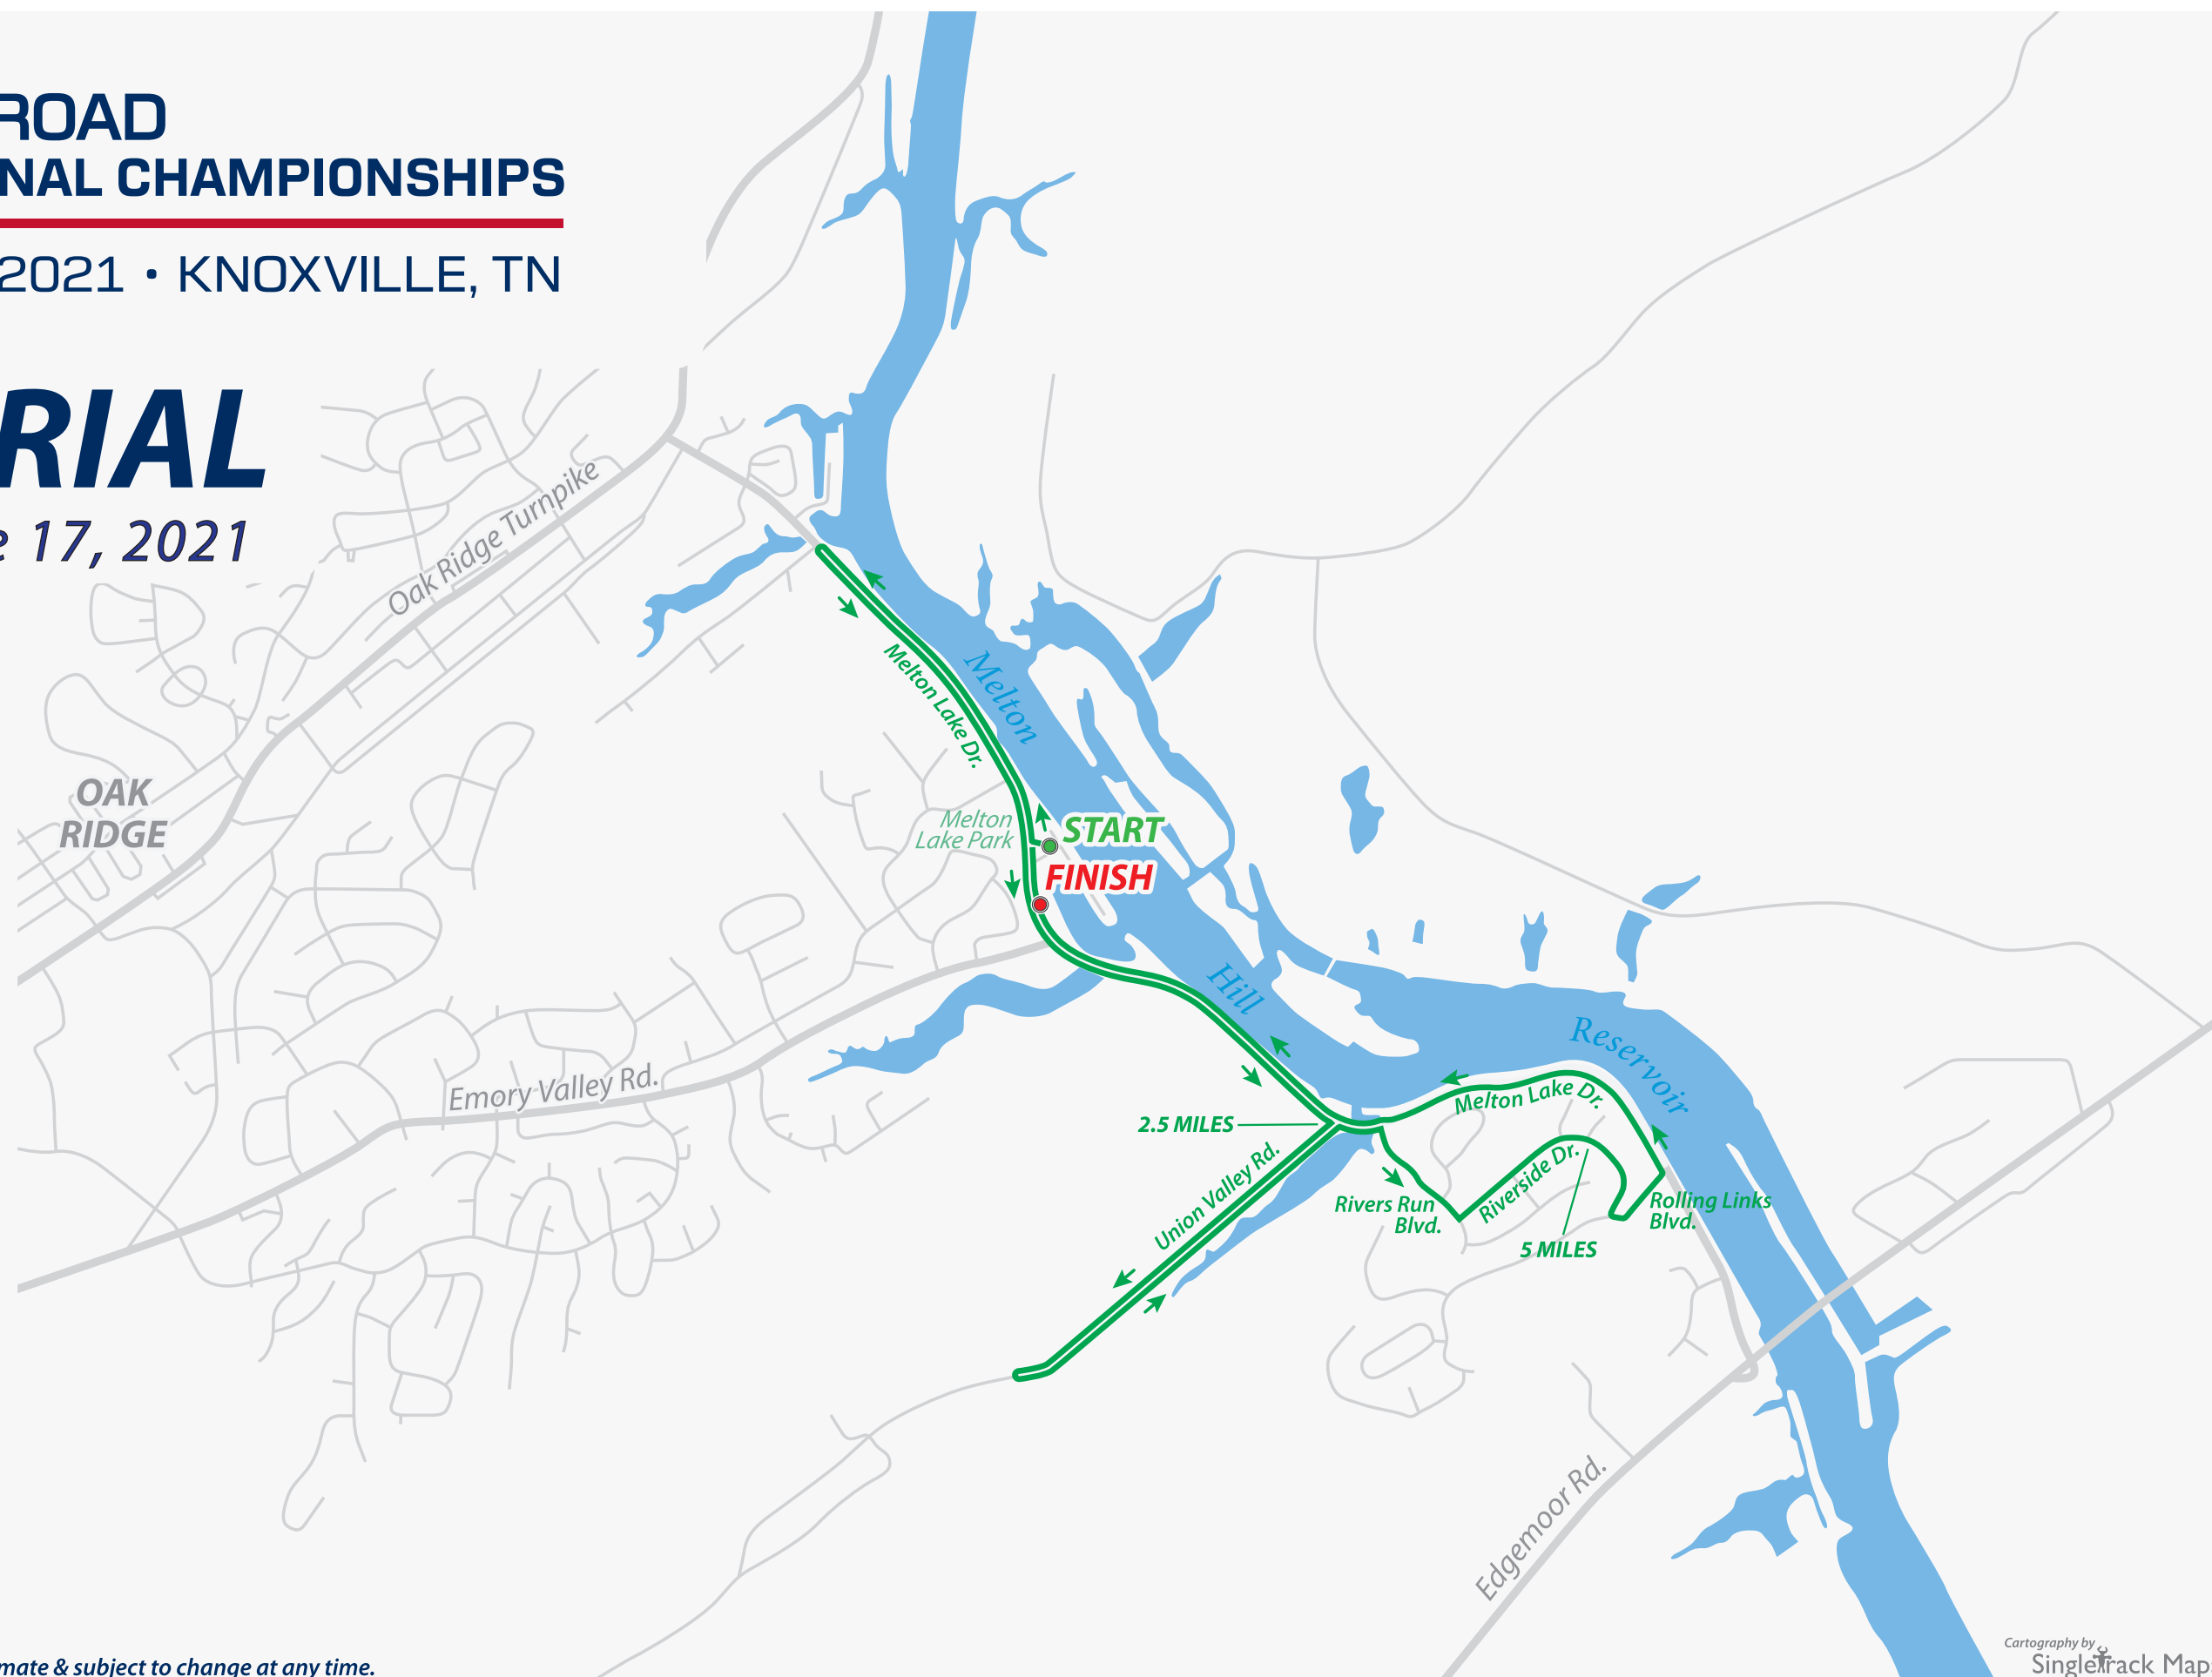 ROAD
NAL CHAMPIONSHIPS
2021 • KNOXVILLE, TN
RIAL
e 17, 2021
Oak Ridge Turnpike
OAK
RIDGE
Melton Lake Dr.
Melton
Melton
Lake Park
START
FINISH
Hill
Reservoir
Emory Valley Rd.
2.5 MILES
Melton Lake Dr.
Union Valley Rd.
Riverside Dr.
Rivers Run
Blvd.
Rolling Links
Blvd.
5 MILES
Edgemoor Rd.
Cartography by
SingleTrack Map
mate & subject to change at any time.